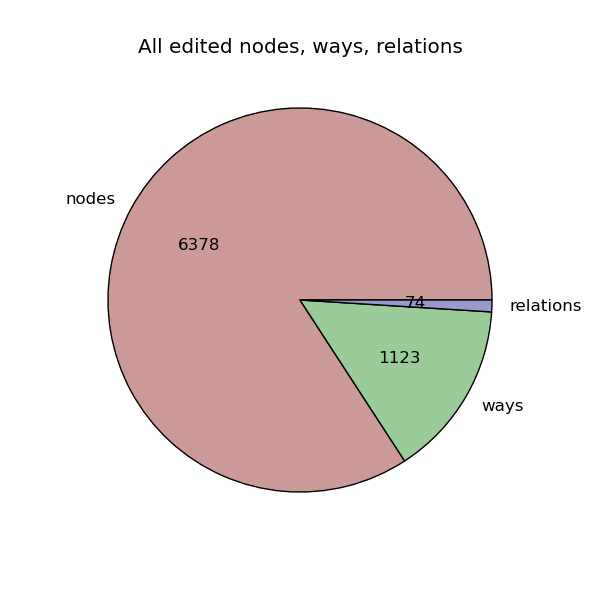 All edited nodes, ways, relations
nodes
6378
74
relations
1123
ways